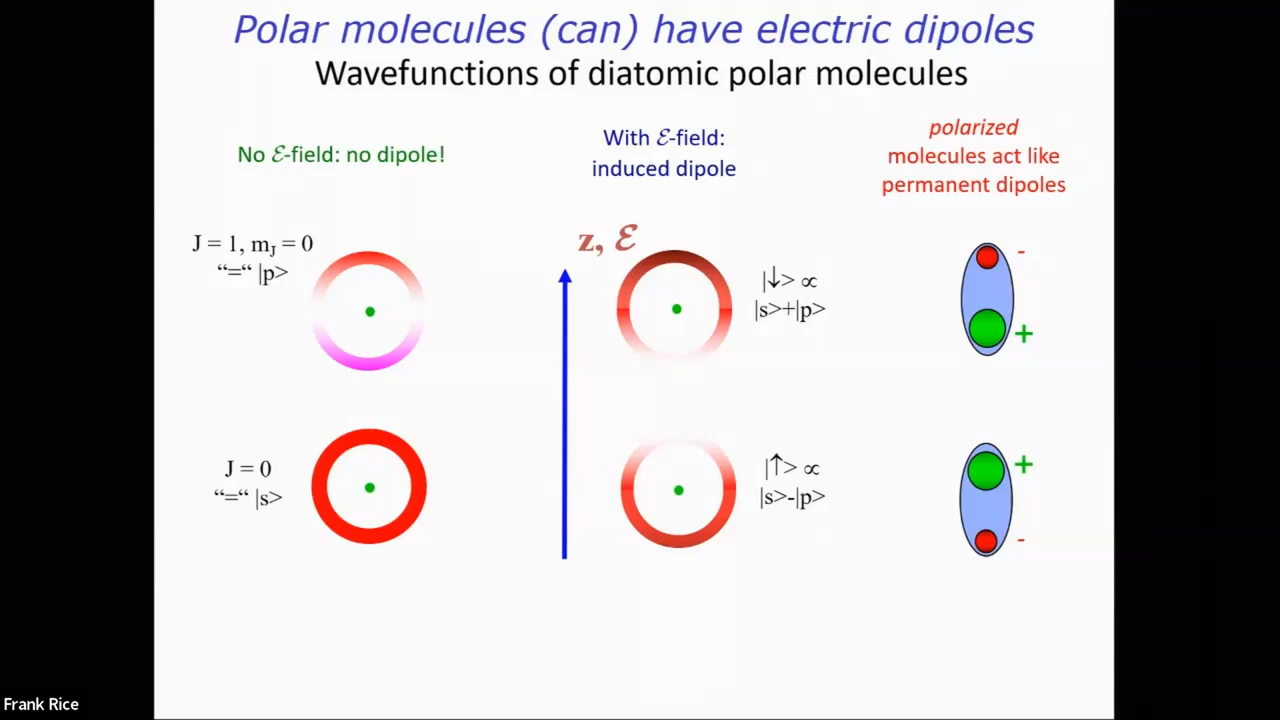 Polar molecules (can) have electric dipoles
Wavefunctions of diatomic polar molecules
No ℰ-field: no dipole!
With ℰ-field:
induced dipole
polarized
molecules act like
permanent dipoles
J = 1, mJ = 0
“=“ |p>
z, ℰ
|↓> ∝
|s>+|p>
-
+
J = 0
“=“ |s>
|↑> ∝
|s>-|p>
+
-
Frank Rice